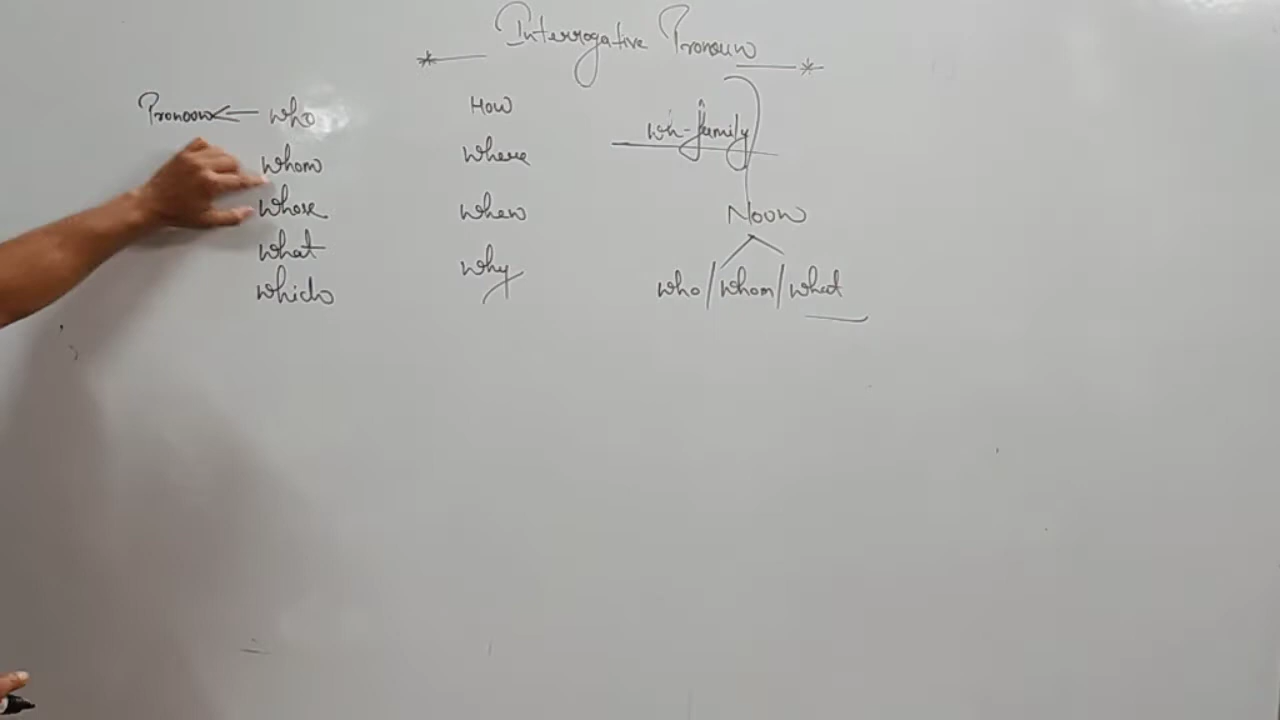 Interrogative Pronoun
Pronoun ← who
whom
whose
what
which
How
where
when
why
wh-family
Noun
who/whom/what